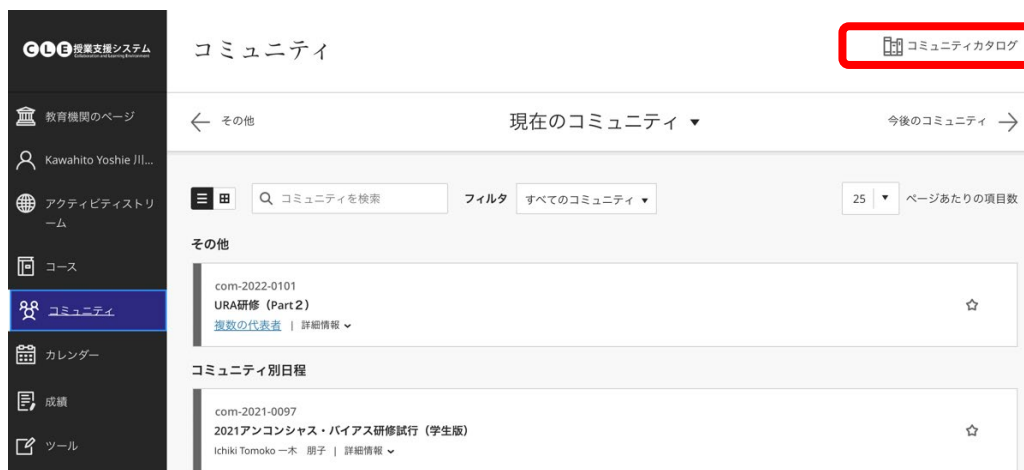 CLE 授業支援システム
Collaboration and Learning Environment
コミュニティ
コミュニティカタログ
教育機関のページ
Kawahito Yoshie 川...
アクティビティストリ
ーム
コース
コミュニティ
カレンダー
成績
ツール
その他
現在のコミュニティ
今後のコミュニティ
コミュニティを検索
フィルタ
すべてのコミュニティ
25
ページあたりの項目数
その他
com-2022-0101
URA研修（Part２）
複数の代表者 | 詳細情報
コミュニティ別日程
com-2021-0097
2021アンコンシャス・バイアス研修試行（学生版）
Ichiki Tomoko 一木 朋子 | 詳細情報